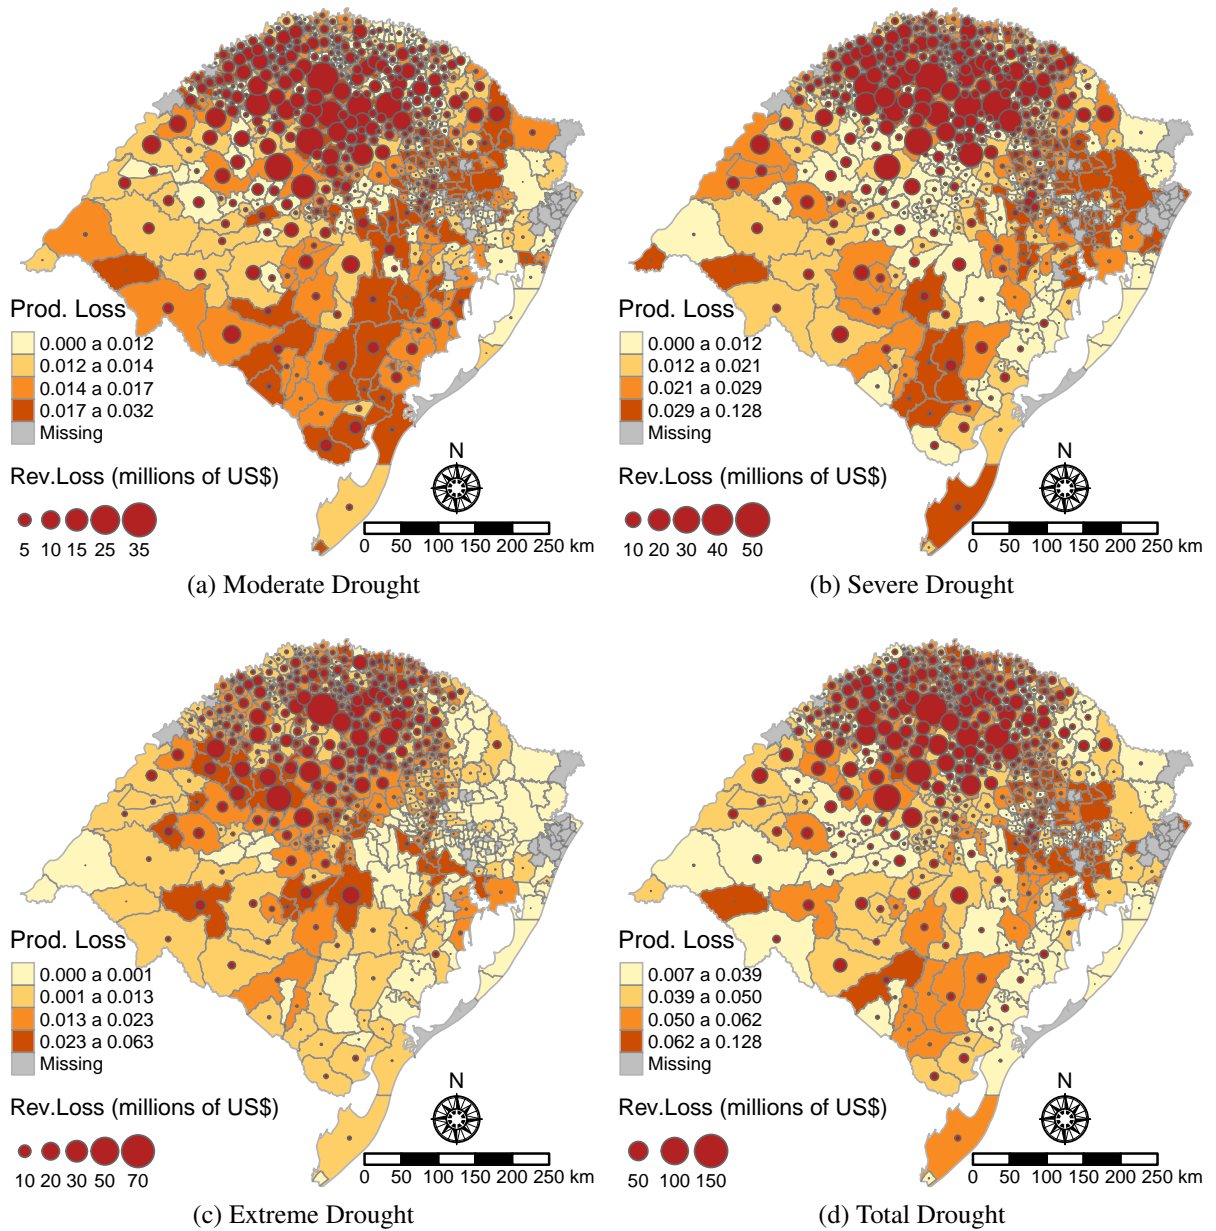 Prod. Loss
0.000 a 0.012
0.012 a 0.014
0.014 a 0.017
0.017 a 0.032
Missing
Rev.Loss (millions of US$)
5 10 15 25 35
N
0 50 100 150 200 250 km
(a) Moderate Drought
Prod. Loss
0.000 a 0.012
0.012 a 0.021
0.021 a 0.029
0.029 a 0.128
Missing
Rev.Loss (millions of US$)
10 20 30 40 50
N
0 50 100 150 200 250 km
(b) Severe Drought
Prod. Loss
0.000 a 0.001
0.001 a 0.013
0.013 a 0.023
0.023 a 0.063
Missing
Rev.Loss (millions of US$)
10 20 30 50 70
N
0 50 100 150 200 250 km
(c) Extreme Drought
Prod. Loss
0.007 a 0.039
0.039 a 0.050
0.050 a 0.062
0.062 a 0.128
Missing
Rev.Loss (millions of US$)
50 100 150
N
0 50 100 150 200 250 km
(d) Total Drought